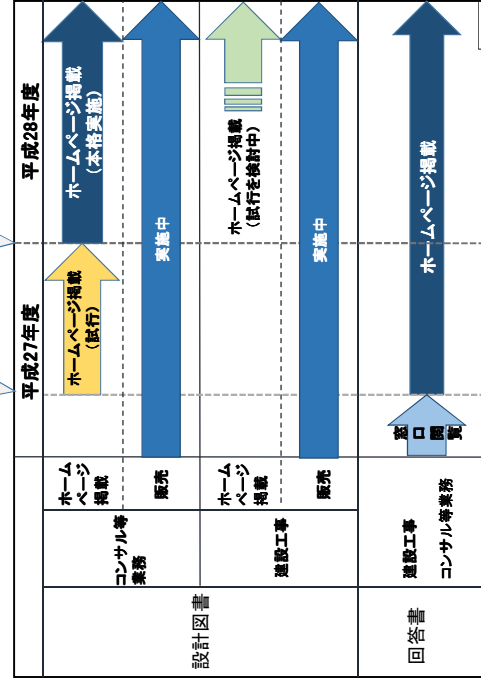 平成27年度
平成28年度
設計図書
コンサル等
業務
ホーム
ページ
掲載
ホームページ掲載
(試行)
ホームページ掲載
(本格実施)
販売
実施中
建設工事
ホーム
ページ
掲載
ホームページ掲載
(試行を検討中)
販売
実施中
回答書
建設工事
コンサル等業務
窓口閲覧
ホームページ掲載